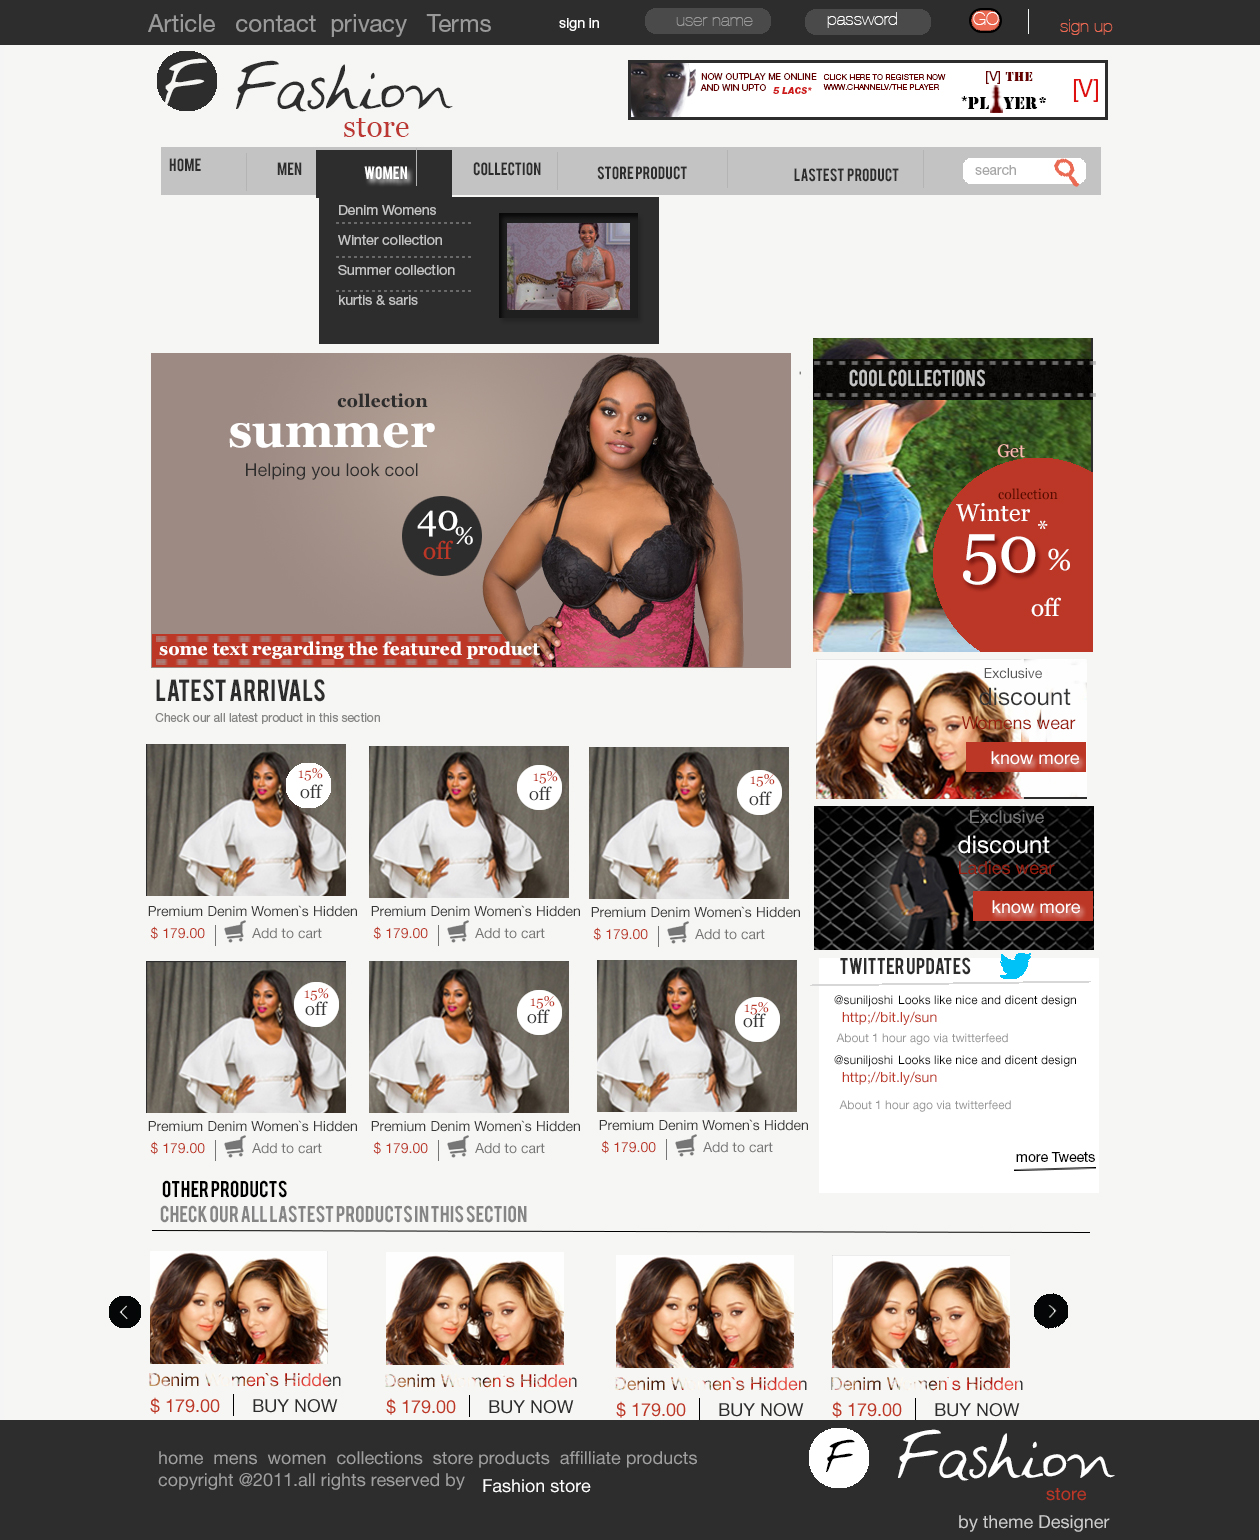 Article contact privacy Terms sign in user name password GO sign up
F Fashion
store
NOW OUTPLAY ME ONLINE CLICK HERE TO REGISTER NOW
AND WIN UPTO 5 LACS* WWW.CHANNELV/THE PLAYER
[V] THE
*PL YER*
[V]
HOME MEN WOMEN COLLECTION STORE PRODUCT LASTEST PRODUCT search
Denim Womens
Winter collection
Summer collection
kurtis & saris
collection
summer
Helping you look cool
40%
off
some text regarding the featured product
COOL COLLECTIONS
Get
collection
Winter
50*%
off
Exclusive
discount
Womens wear
know more
Exclusive
discount
Ladies wear
know more
LATEST ARRIVALS
Check our all latest product in this section
15% 15% 15%
off off off
Premium Denim Women`s Hidden Premium Denim Women`s Hidden Premium Denim Women`s Hidden
$ 179.00 Add to cart $ 179.00 Add to cart $ 179.00 Add to cart
15% 15% 15%
off off off
Premium Denim Women`s Hidden Premium Denim Women`s Hidden Premium Denim Women`s Hidden
$ 179.00 Add to cart $ 179.00 Add to cart $ 179.00 Add to cart
TWITTER UPDATES
@suniljoshi Looks like nice and dicent design
http;//bit.ly/sun
About 1 hour ago via twitterfeed
@suniljoshi Looks like nice and dicent design
http;//bit.ly/sun
About 1 hour ago via twitterfeed
more Tweets
OTHER PRODUCTS
CHECK OUR ALL LASTEST PRODUCTS IN THIS SECTION
Denim Women`s Hidden Denim Women`s Hidden Denim Women`s Hidden Denim Women`s Hidden
$ 179.00 BUY NOW $ 179.00 BUY NOW $ 179.00 BUY NOW $ 179.00 BUY NOW
home mens women collections store products affilliate products
copyright @2011.all rights reserved by Fashion store
F Fashion
store
by theme Designer